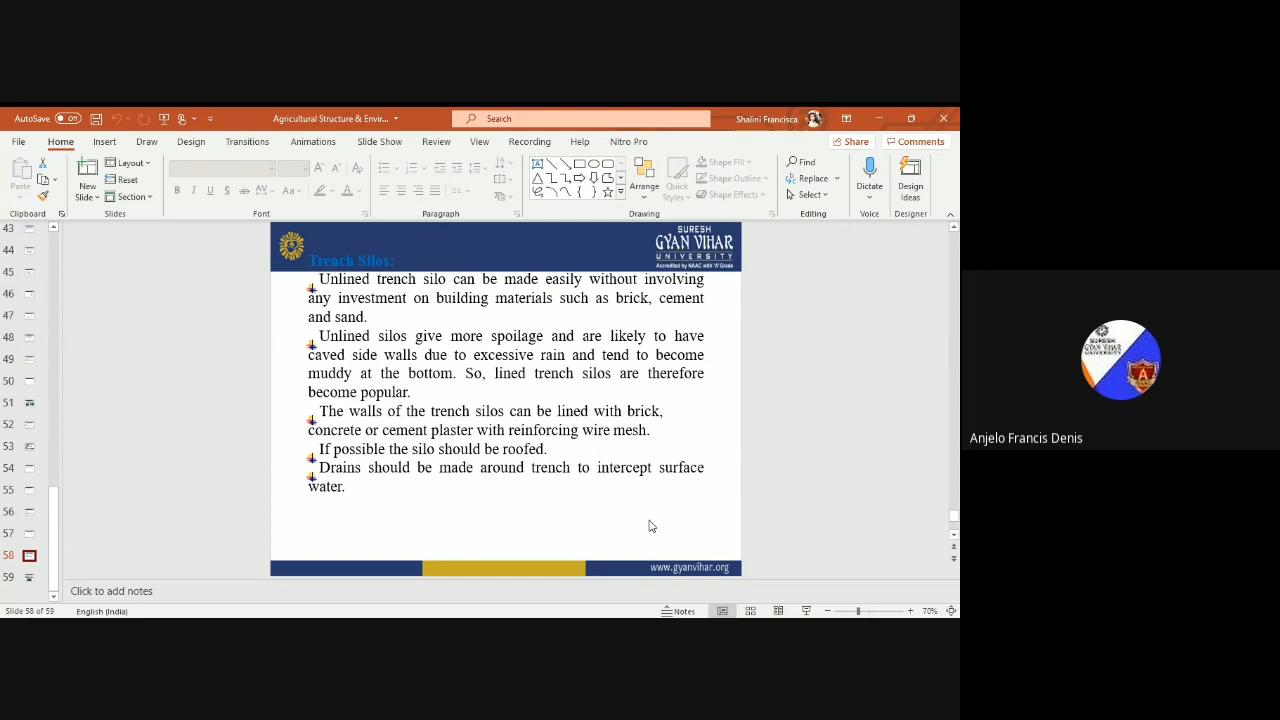 AutoSave Off
Agricultural Structure & Envir...
Search
Shalini Francisca
File Home Insert Draw Design Transitions Animations Slide Show Review View Recording Help Nitro Pro
Share Comments
Paste
New
Slide
Layout
Reset
Section
Arrange
Quick
Styles
Shape Fill
Shape Outline
Shape Effects
Find
Replace
Select
Dictate
Design
Ideas
Clipboard Slides Font Paragraph Drawing Editing Voice Designer
43
44
45
46
47
48
49
50
51
52
53
54
55
56
57
58
59
SURESH
GYAN VIHAR
UNIVERSITY
Accredited by NAAC with 'A' Grade
Trench Silos:
Unlined trench silo can be made easily without involving
any investment on building materials such as brick, cement
and sand.
Unlined silos give more spoilage and are likely to have
caved side walls due to excessive rain and tend to become
muddy at the bottom. So, lined trench silos are therefore
become popular.
The walls of the trench silos can be lined with brick,
concrete or cement plaster with reinforcing wire mesh.
If possible the silo should be roofed.
Drains should be made around trench to intercept surface
water.
www.gyanvihar.org
Click to add notes
Slide 58 of 59 English (India)
Notes
70%
Anjelo Francis Denis